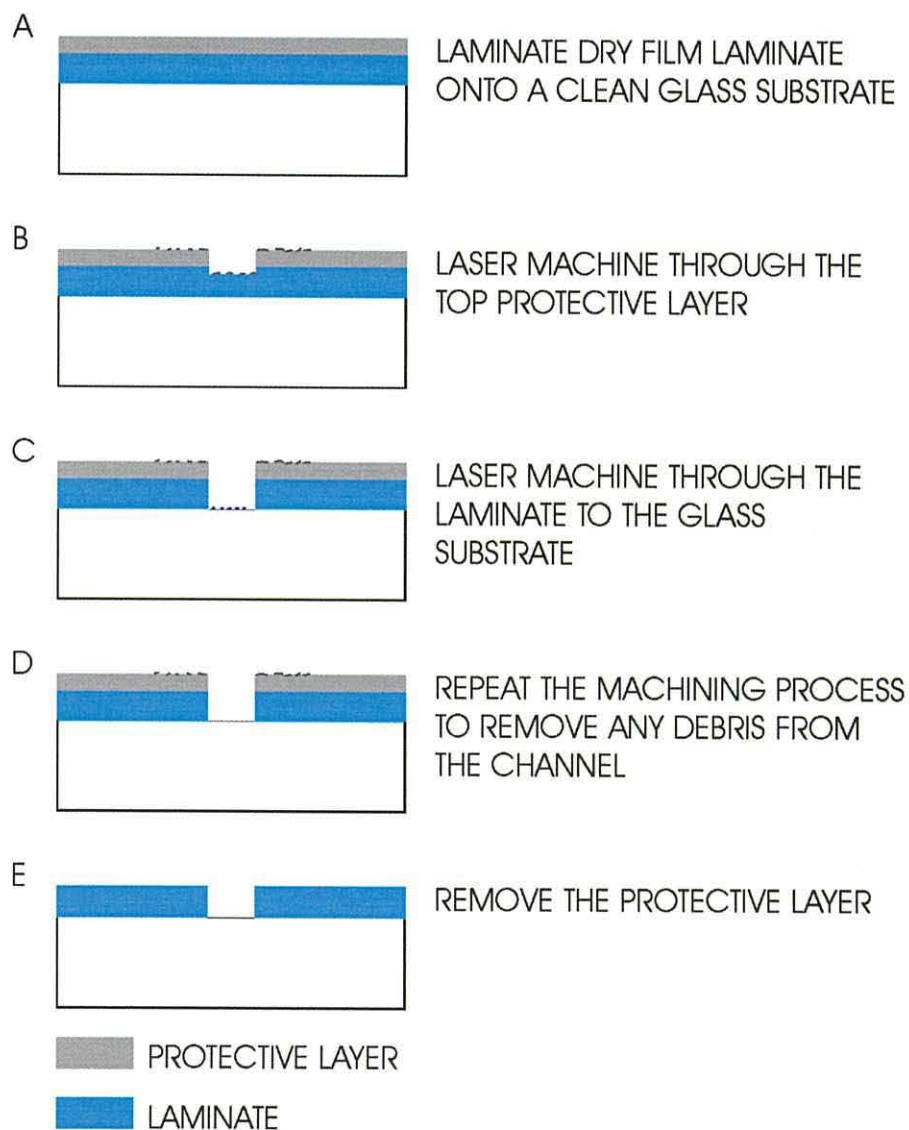 A
LAMINATE DRY FILM LAMINATE
ONTO A CLEAN GLASS SUBSTRATE
B
LASER MACHINE THROUGH THE
TOP PROTECTIVE LAYER
C
LASER MACHINE THROUGH THE
LAMINATE TO THE GLASS
SUBSTRATE
D
REPEAT THE MACHINING PROCESS
TO REMOVE ANY DEBRIS FROM
THE CHANNEL
E
REMOVE THE PROTECTIVE LAYER
PROTECTIVE LAYER
LAMINATE